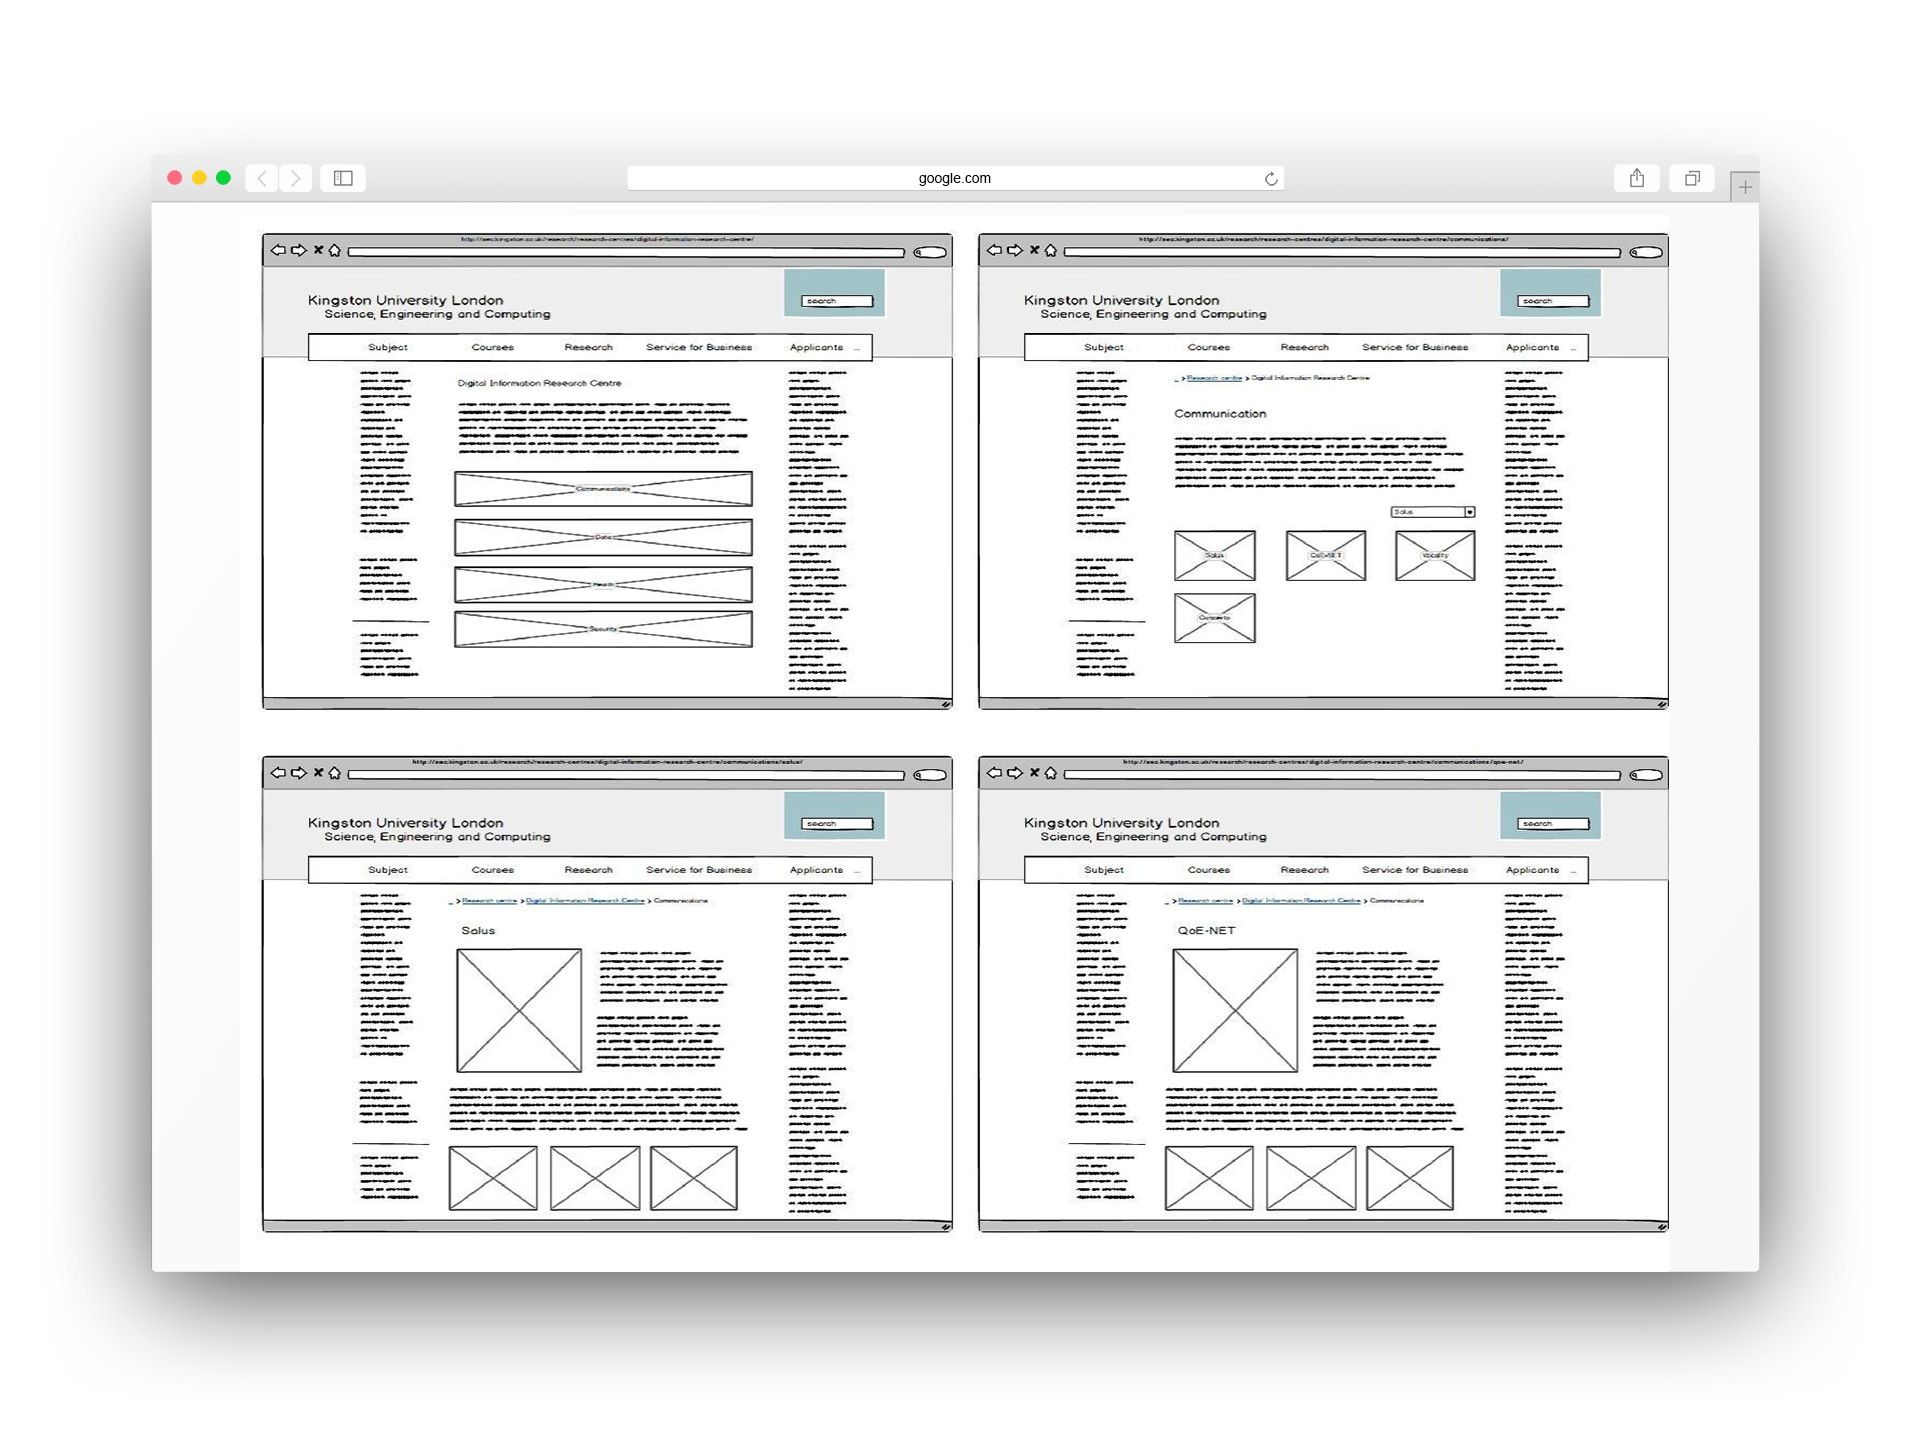 google.com
http://sec.kingston.ac.uk/research/research-centres/digital-information-research-centre/
Kingston University London
Science, Engineering and Computing
search
Subject Courses Research Service for Business Applicants ...
Digital Information Research Centre
Communications
Data
Health
Security
http://sec.kingston.ac.uk/research/research-centres/digital-information-research-centre/communications/
Kingston University London
Science, Engineering and Computing
search
Subject Courses Research Service for Business Applicants ...
... > Research centre > Digital Information Research Centre
Communication
Salus
Salus QoE-NET Vocality
Concerto
http://sec.kingston.ac.uk/research/research-centres/digital-information-research-centre/communications/salus/
Kingston University London
Science, Engineering and Computing
search
Subject Courses Research Service for Business Applicants ...
... > Research centre > Digital Information Research Centre > Communications
Salus
http://sec.kingston.ac.uk/research/research-centres/digital-information-research-centre/communications/qoe-net/
Kingston University London
Science, Engineering and Computing
search
Subject Courses Research Service for Business Applicants ...
... > Research centre > Digital Information Research Centre > Communications
QoE-NET